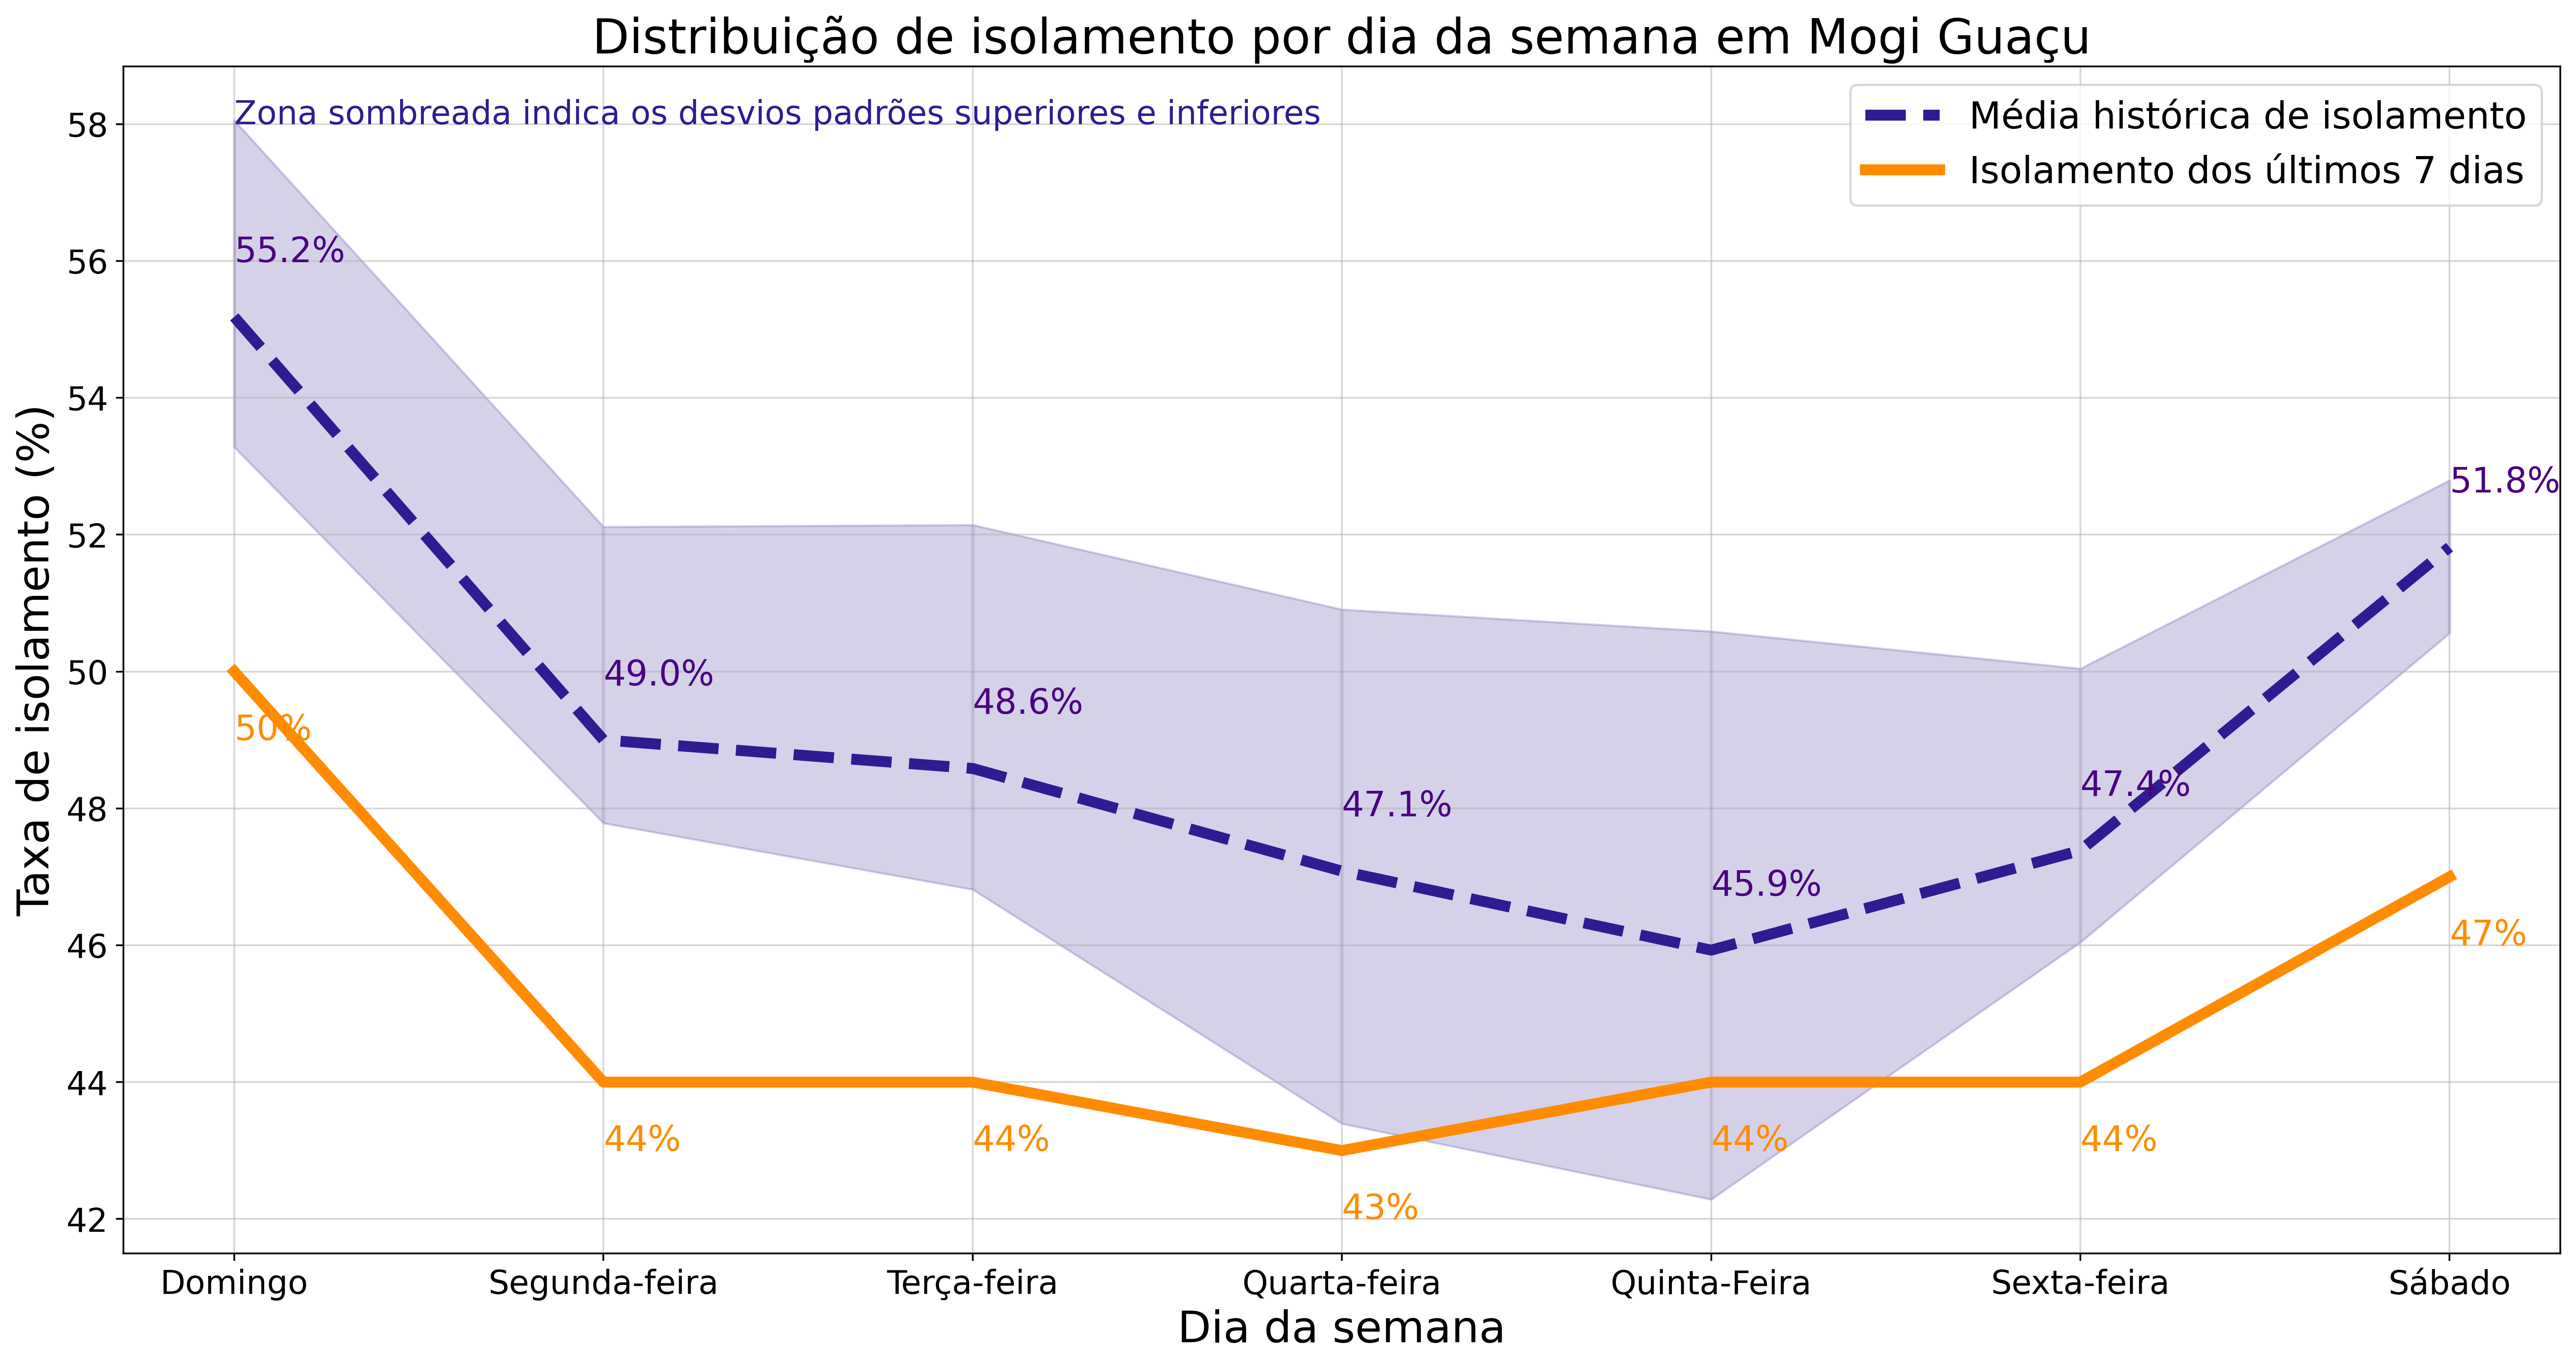 Distribuição de isolamento por dia da semana em Mogi Guaçu
Zona sombreada indica os desvios padrões superiores e inferiores
Média histórica de isolamento
Isolamento dos últimos 7 dias
Taxa de isolamento (%)
58
56
54
52
50
48
46
44
42
55.2%
49.0%
48.6%
47.1%
45.9%
47.4%
51.8%
50%
44%
44%
43%
44%
44%
47%
Domingo
Segunda-feira
Terça-feira
Quarta-feira
Quinta-Feira
Sexta-feira
Sábado
Dia da semana